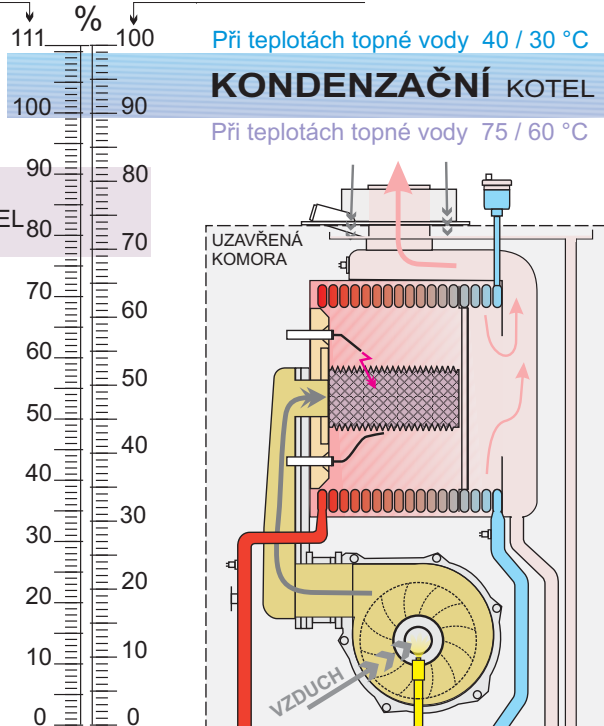 %
111 100
Při teplotách topné vody 40 / 30 °C
KONDENZAČNÍ KOTEL
100 90
Při teplotách topné vody 75 / 60 °C
90 80
EL
80 70
UZAVŘENÁ
KOMORA
70 60
60 50
50 40
40 30
30 20
20 10
10 0
0
VZDUCH